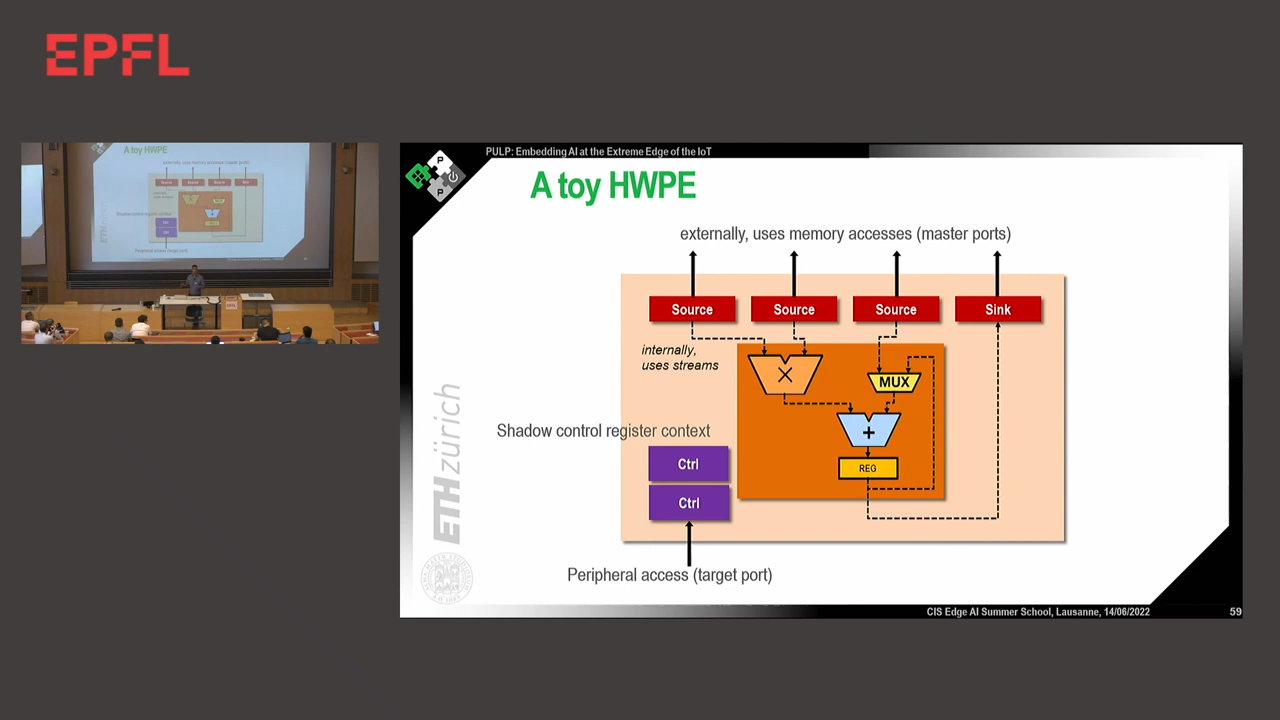 EPFL
PULP: Embedding AI at the Extreme Edge of the IoT
P
P
P
A toy HWPE
externally, uses memory accesses (master ports)
Source
Source
Source
Sink
internally,
uses streams
×
MUX
+
Shadow control register context
Ctrl
REG
Ctrl
Peripheral access (target port)
ETH zürich
CIS Edge AI Summer School, Lausanne, 14/06/2022
59
A toy HWPE